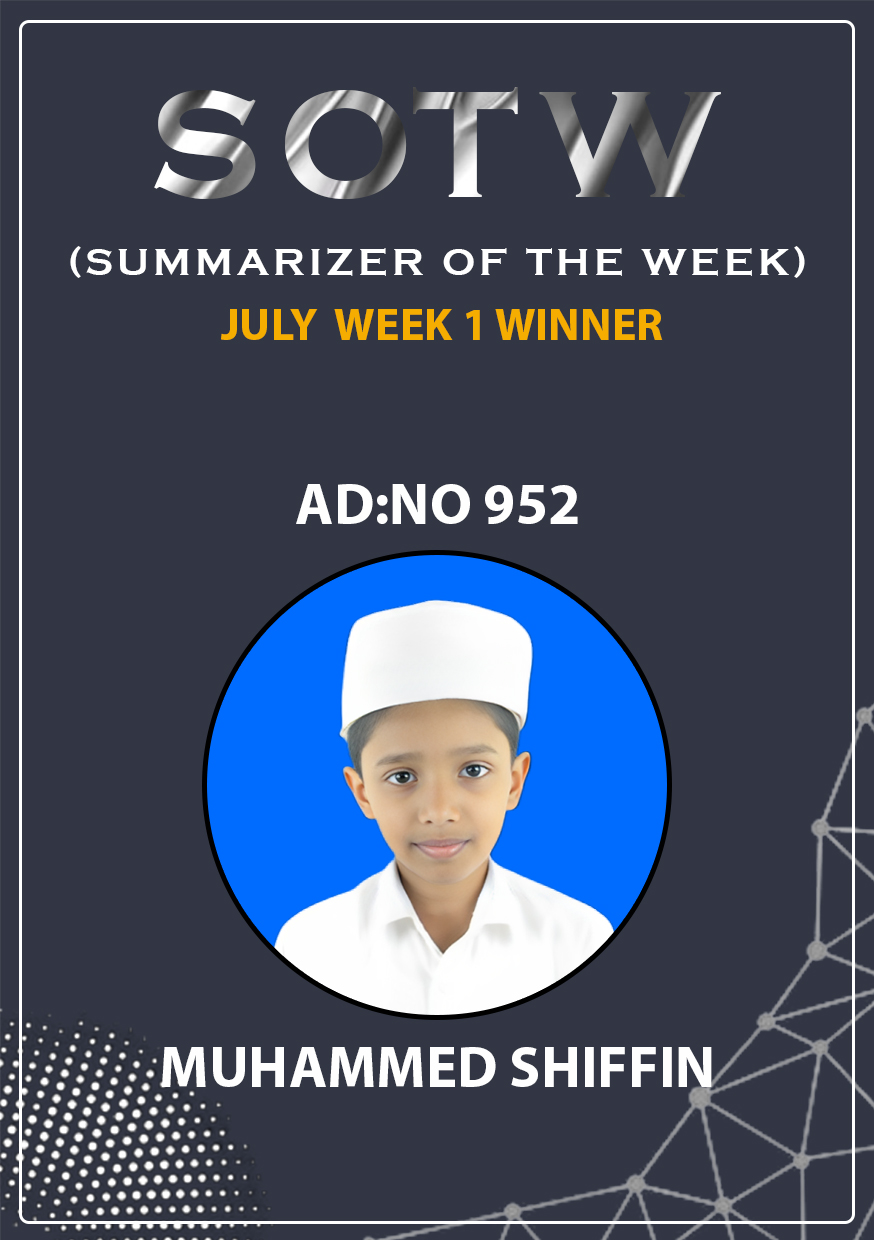 SOTW
(SUMMARIZER OF THE WEEK)
JULY WEEK 1 WINNER
AD:NO 952
MUHAMMED SHIFFIN